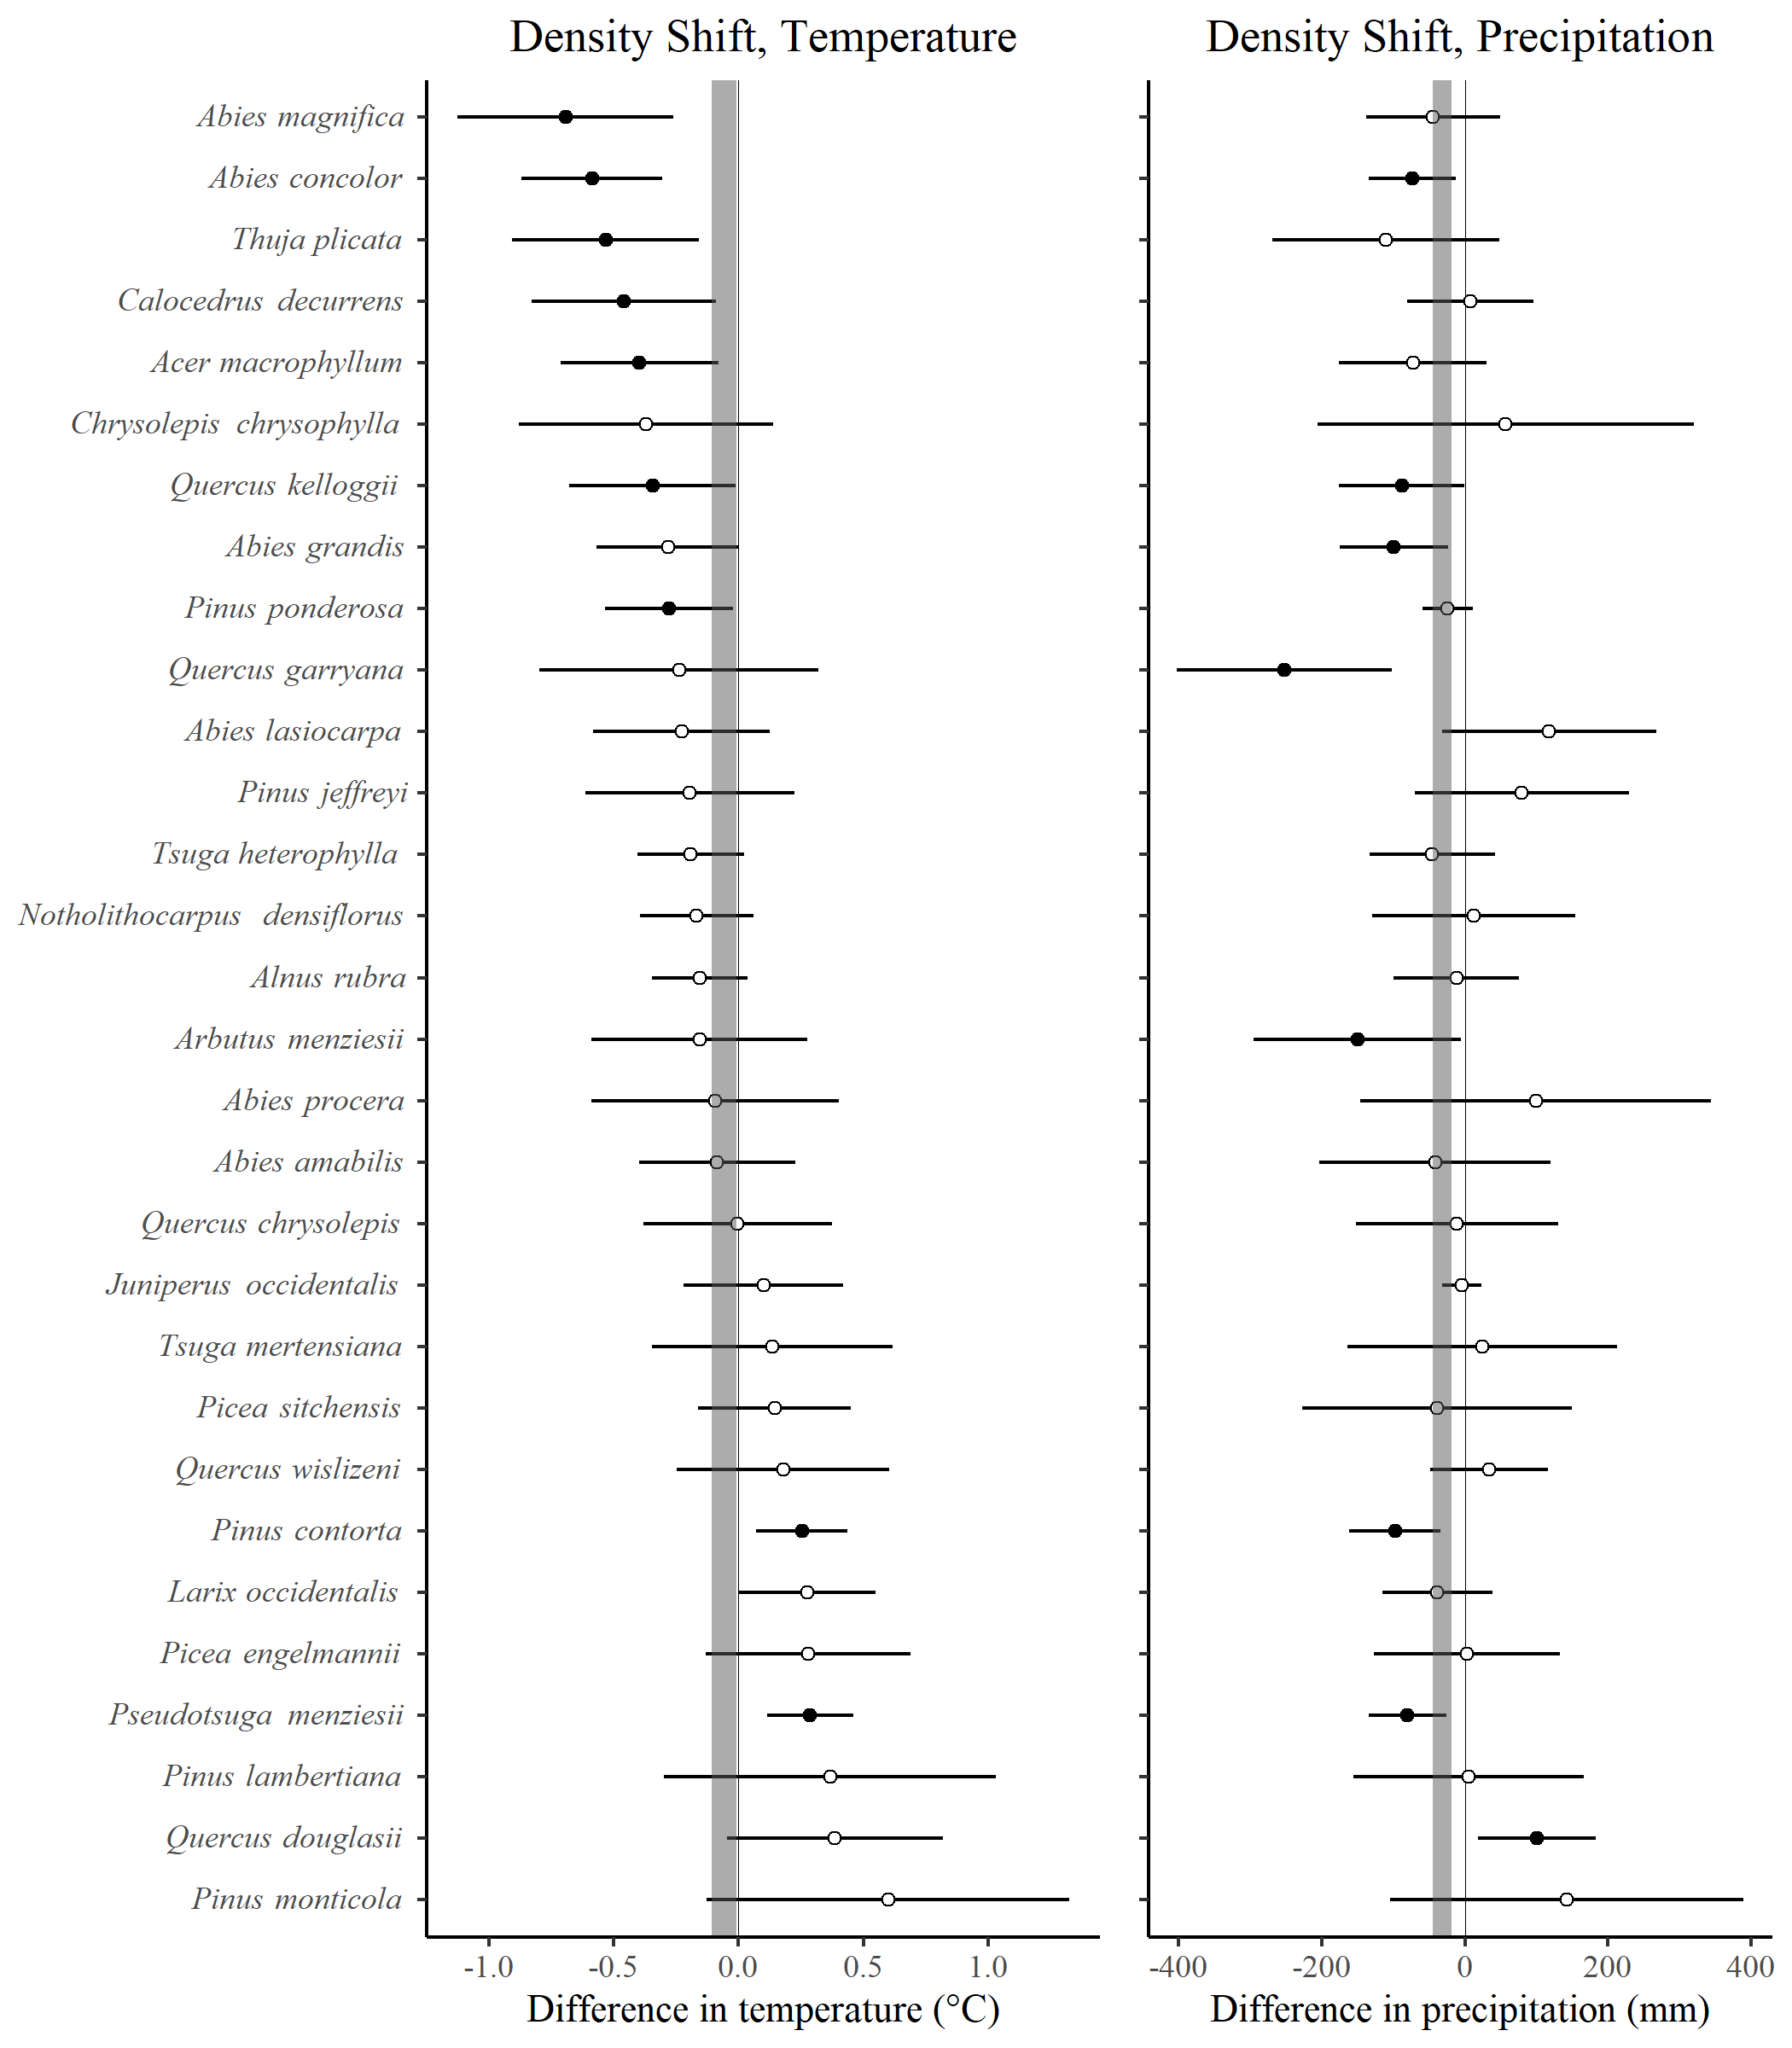 Density Shift, Temperature
Density Shift, Precipitation
Abies magnifica
Abies concolor
Thuja plicata
Calocedrus decurrens
Acer macrophyllum
Chrysolepis chrysophylla
Quercus kelloggii
Abies grandis
Pinus ponderosa
Quercus garryana
Abies lasiocarpa
Pinus jeffreyi
Tsuga heterophylla
Notholithocarpus densiflorus
Alnus rubra
Arbutus menziesii
Abies procera
Abies amabilis
Quercus chrysolepis
Juniperus occidentalis
Tsuga mertensiana
Picea sitchensis
Quercus wislizeni
Pinus contorta
Larix occidentalis
Picea engelmannii
Pseudotsuga menziesii
Pinus lambertiana
Quercus douglasii
Pinus monticola
-1.0 -0.5 0.0 0.5 1.0
-400 -200 0 200 400
Difference in temperature (°C)
Difference in precipitation (mm)